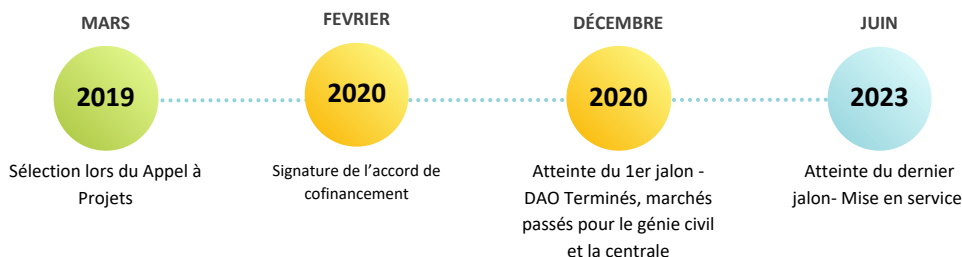 MARS
2019
Sélection lors du Appel à
Projets
FEVRIER
2020
Signature de l'accord de
cofinancement
DÉCEMBRE
2020
Atteinte du 1er jalon -
DAO Terminés, marchés
passés pour le génie civil
et la centrale
JUIN
2023
Atteinte du dernier
jalon- Mise en service